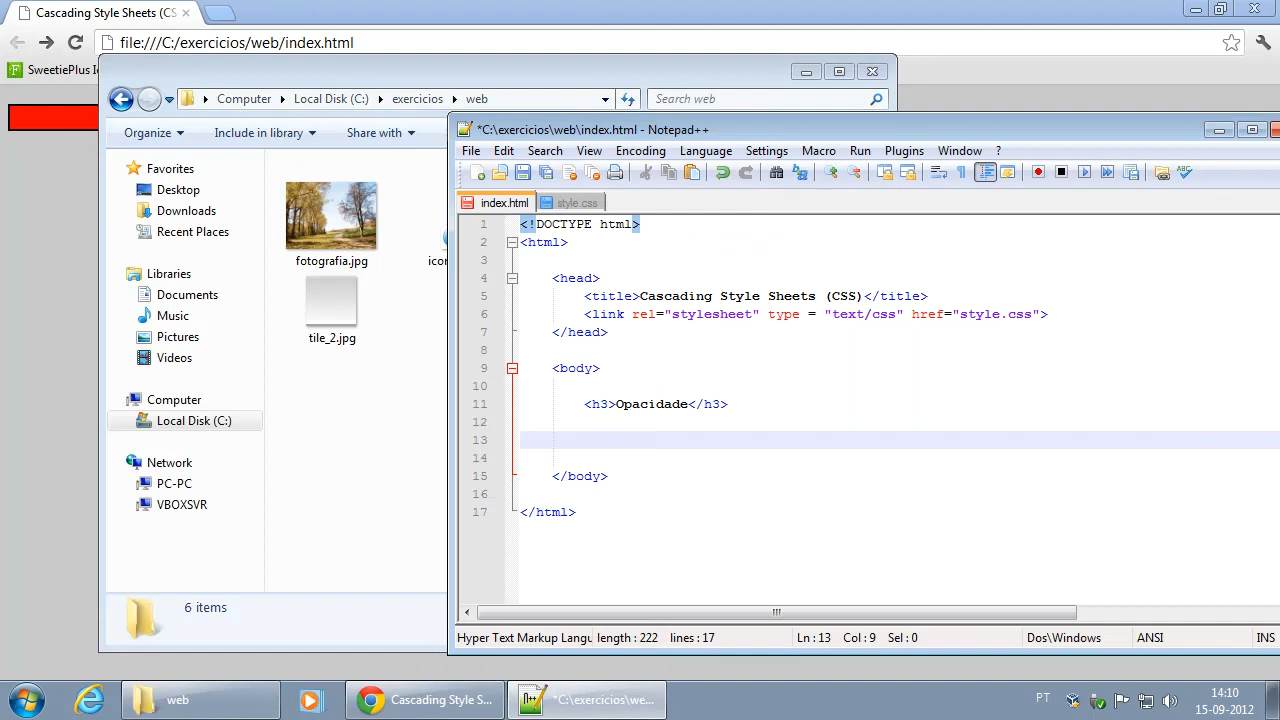 Cascading Style Sheets (CS
file:///C:/exercicios/web/index.html
SweetiePlus
Computer
Local Disk (C:)
exercicios
web
Search web
Organize
Include in library
Share with
Favorites
Desktop
Downloads
Recent Places
Libraries
Documents
Music
Pictures
Videos
Computer
Local Disk (C:)
Network
PC-PC
VBOXSVR
fotografia.jpg
tile_2.jpg
6 items
*C:\exercicios\web\index.html - Notepad++
File Edit Search View Encoding Language Settings Macro Run Plugins Window ?
index.html
style.css
1 <!DOCTYPE html>
2 <html>
3
4 <head>
5 <title>Cascading Style Sheets (CSS)</title>
6 <link rel="stylesheet" type = "text/css" href="style.css">
7 </head>
8
9 <body>
10
11 <h3>Opacidade</h3>
12
13
14
15 </body>
16
17 </html>
Hyper Text Markup Langu length : 222 lines : 17 Ln : 13 Col : 9 Sel : 0 Dos\Windows ANSI INS
web
Cascading Style S...
*C:\exercicios\we...
PT
14:10
15-09-2012